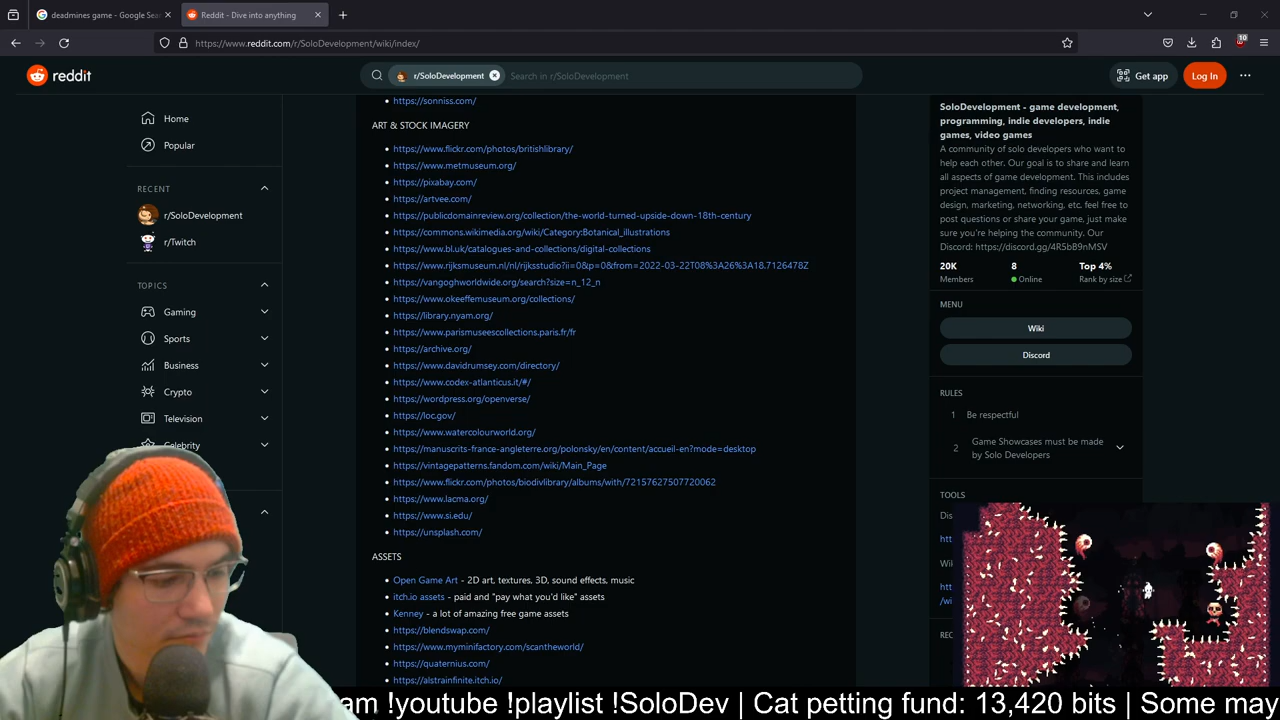 deadmines game - Google Sea
Reddit - Dive into anything
https://www.reddit.com/r/SoloDevelopment/wiki/index/
10
reddit
r/SoloDevelopment
Search in r/SoloDevelopment
Get app
Log In
Home
Popular
RECENT
r/SoloDevelopment
r/Twitch
TOPICS
Gaming
Sports
Business
Crypto
Television
Celebrity
https://sonniss.com/
ART & STOCK IMAGERY
https://www.flickr.com/photos/britishlibrary/
https://www.metmuseum.org/
https://pixabay.com/
https://artvee.com/
https://publicdomainreview.org/collection/the-world-turned-upside-down-18th-century
https://commons.wikimedia.org/wiki/Category:Botanical_illustrations
https://www.bl.uk/catalogues-and-collections/digital-collections
https://www.rijksmuseum.nl/nl/rijksstudio?ii=0&p=0&from=2022-03-22T08%3A26%3A18.7126478Z
https://vangoghworldwide.org/search?size=n_12_n
https://www.okeeffemuseum.org/collections/
https://library.nyam.org/
https://www.parismuseescollections.paris.fr/fr
https://archive.org/
https://www.davidrumsey.com/directory/
https://www.codex-atlanticus.it/#/
https://wordpress.org/openverse/
https://loc.gov/
https://www.watercolourworld.org/
https://manuscrits-france-angleterre.org/polonsky/en/content/accueil-en?mode=desktop
https://vintagepatterns.fandom.com/wiki/Main_Page
https://www.flickr.com/photos/biodivlibrary/albums/with/72157627507720062
https://www.lacma.org/
https://www.si.edu/
https://unsplash.com/
ASSETS
Open Game Art - 2D art, textures, 3D, sound effects, music
itch.io assets - paid and "pay what you'd like" assets
Kenney - a lot of amazing free game assets
https://blendswap.com/
https://www.myminifactory.com/scantheworld/
https://quaternius.com/
https://alstrainfinite.itch.io/
SoloDevelopment - game development,
programming, indie developers, indie
games, video games
A community of solo developers who want to
help each other. Our goal is to share and learn
all aspects of game development. This includes
project management, finding resources, game
design, marketing, networking, etc. feel free to
post questions or share your game, just make
sure you're helping the community. Our
Discord: https://discord.gg/4R5bB9nMSV
20K 8 Top 4%
Members Online Rank by size
MENU
Wiki
Discord
RULES
1 Be respectful
2 Game Showcases must be made
by Solo Developers
TOOLS
Dis
htt
Wik
htt
/wi
REC
am !youtube !playlist !SoloDev | Cat petting fund: 13,420 bits | Some may